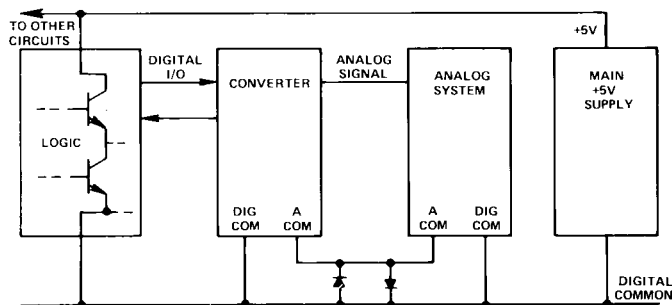 TO OTHER
CIRCUITS
+5V
DIGITAL
I/O
ANALOG
SIGNAL
LOGIC
CONVERTER
ANALOG
SYSTEM
MAIN
+5V
SUPPLY
DIG
COM
A
COM
A
COM
DIG
COM
DIGITAL
COMMON